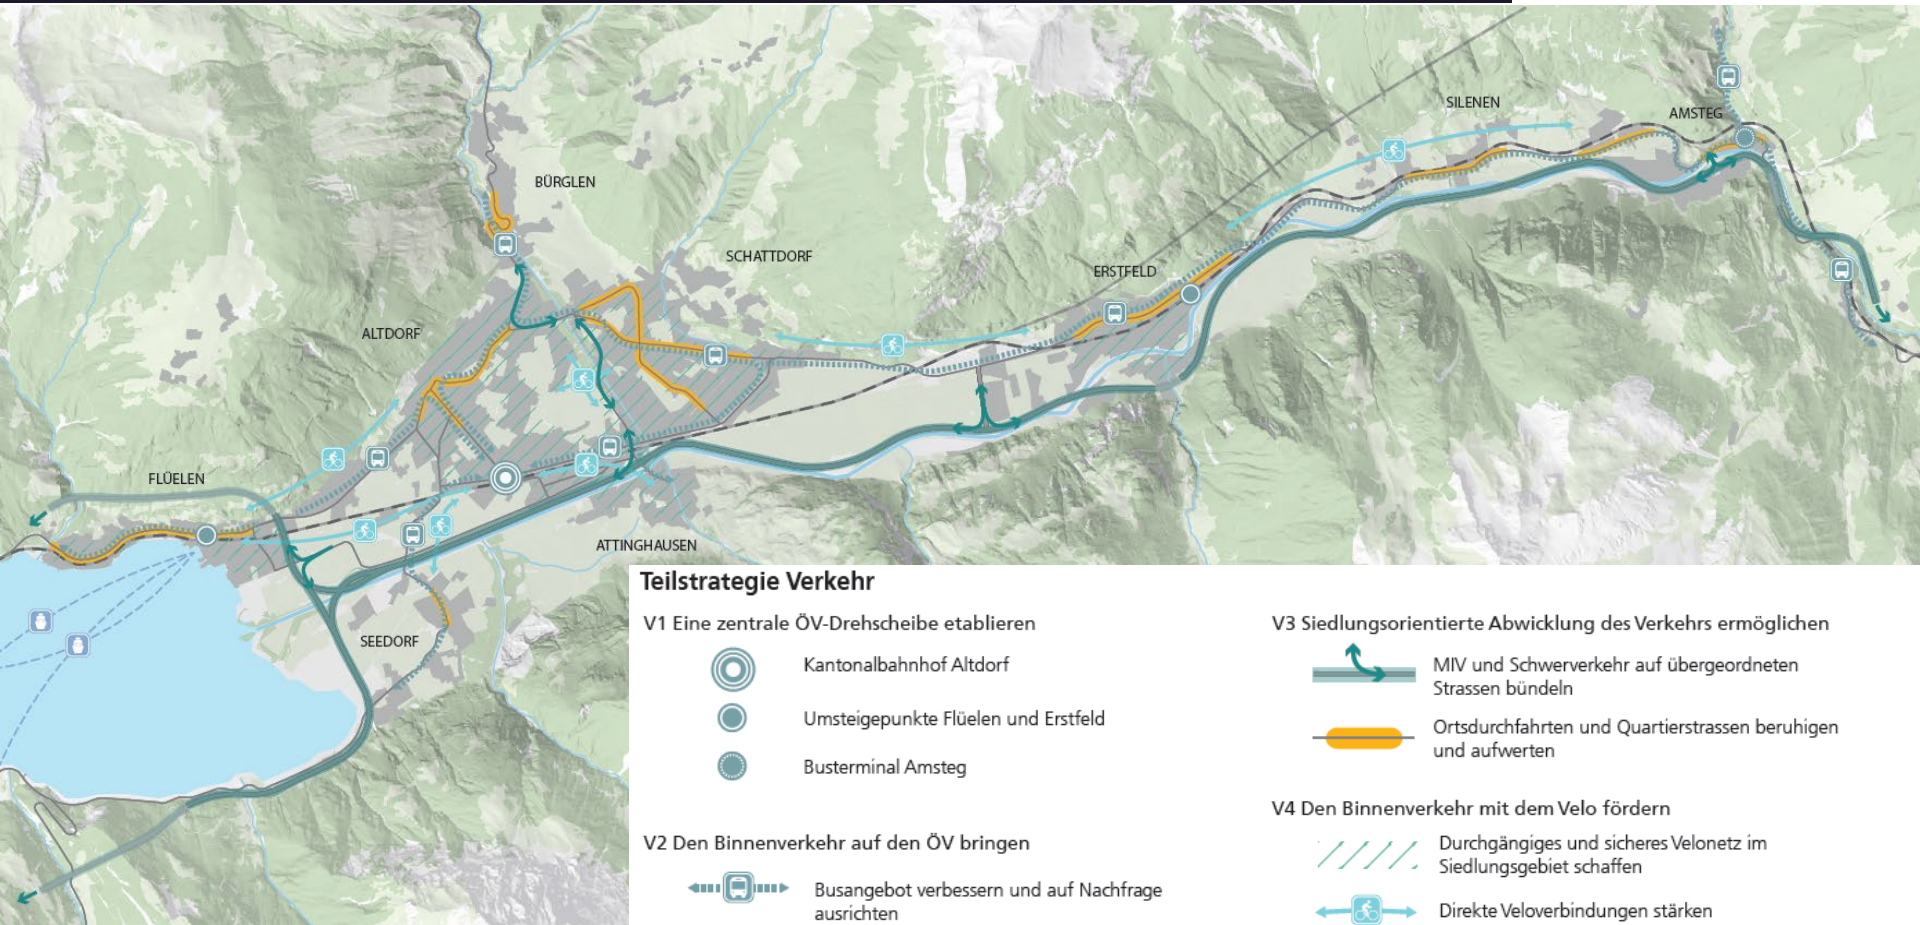 SILENEN
AMSTEG
BÜRGLEN
SCHATTDORF
ERSTFELD
ALTDORF
FLÜELEN
ATTINGHAUSEN
SEEDORF
Teilstrategie Verkehr
V1 Eine zentrale ÖV-Drehscheibe etablieren
Kantonalbahnhof Altdorf
Umsteigepunkte Flüelen und Erstfeld
Busterminal Amsteg
V2 Den Binnenverkehr auf den ÖV bringen
Busangebot verbessern und auf Nachfrage
ausrichten
V3 Siedlungsorientierte Abwicklung des Verkehrs ermöglichen
MIV und Schwerverkehr auf übergeordneten
Strassen bündeln
Ortsdurchfahrten und Quartierstrassen beruhigen
und aufwerten
V4 Den Binnenverkehr mit dem Velo fördern
Durchgängiges und sicheres Velonetz im
Siedlungsgebiet schaffen
Direkte Veloverbindungen stärken